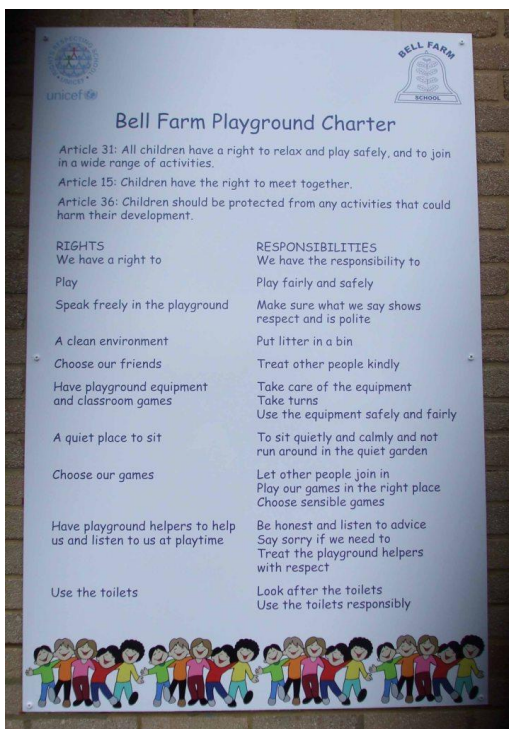 unicef
BELL FARM
SCHOOL
Bell Farm Playground Charter
Article 31: All children have a right to relax and play safely, and to join
in a wide range of activities.
Article 15: Children have the right to meet together.
Article 36: Children should be protected from any activities that could
harm their development.
RIGHTS
We have a right to
RESPONSIBILITIES
We have the responsibility to
Play
Play fairly and safely
Speak freely in the playground
Make sure what we say shows
respect and is polite
A clean environment
Put litter in a bin
Choose our friends
Treat other people kindly
Have playground equipment
and classroom games
Take care of the equipment
Take turns
Use the equipment safely and fairly
A quiet place to sit
To sit quietly and calmly and not
run around in the quiet garden
Choose our games
Let other people join in
Play our games in the right place
Choose sensible games
Have playground helpers to help
us and listen to us at playtime
Be honest and listen to advice
Say sorry if we need to
Treat the playground helpers
with respect
Use the toilets
Look after the toilets
Use the toilets responsibly